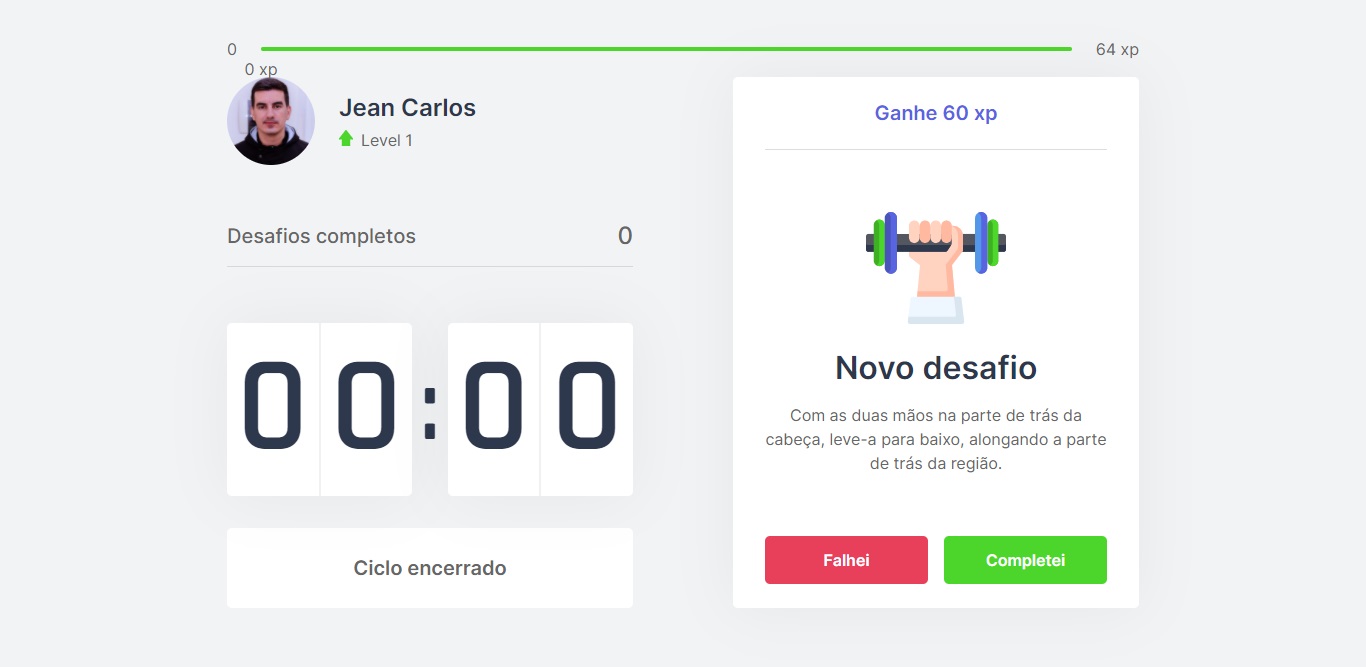 0
64 xp
0 xp
Jean Carlos
Level 1
Desafios completos
0
00:00
Ciclo encerrado
Ganhe 60 xp
Novo desafio
Com as duas mãos na parte de trás da
cabeça, leve-a para baixo, alongando a parte
de trás da região.
Falhei
Completei